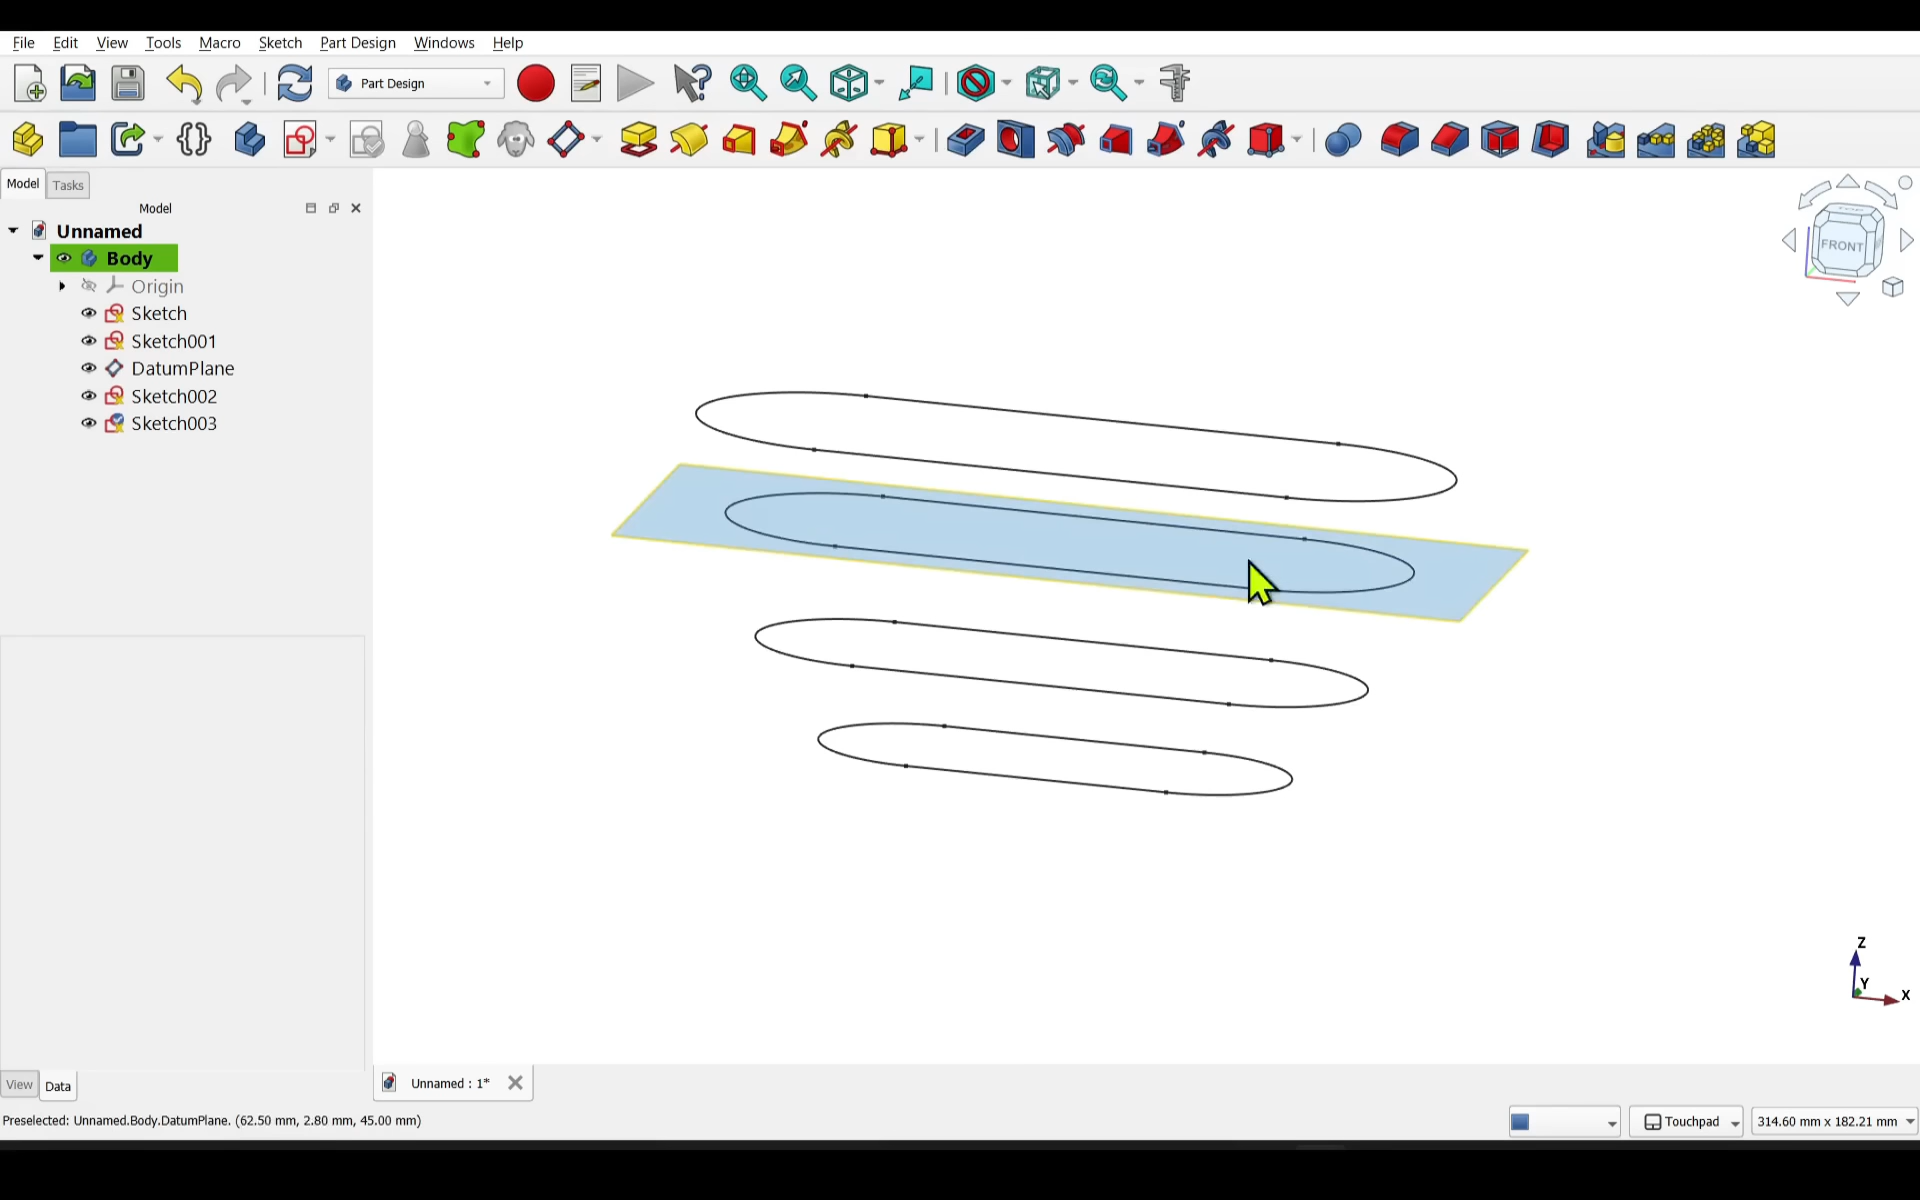 File Edit View Tools Macro Sketch Part Design Windows Help
Part Design
Model Tasks
Model
Unnamed
Body
Origin
Sketch
Sketch001
DatumPlane
Sketch002
Sketch003
TOP
FRONT
Z
Y
X
View Data
Unnamed : 1*
Preselected: Unnamed.Body.DatumPlane. (62.50 mm, 2.80 mm, 45.00 mm)
Touchpad
314.60 mm x 182.21 mm